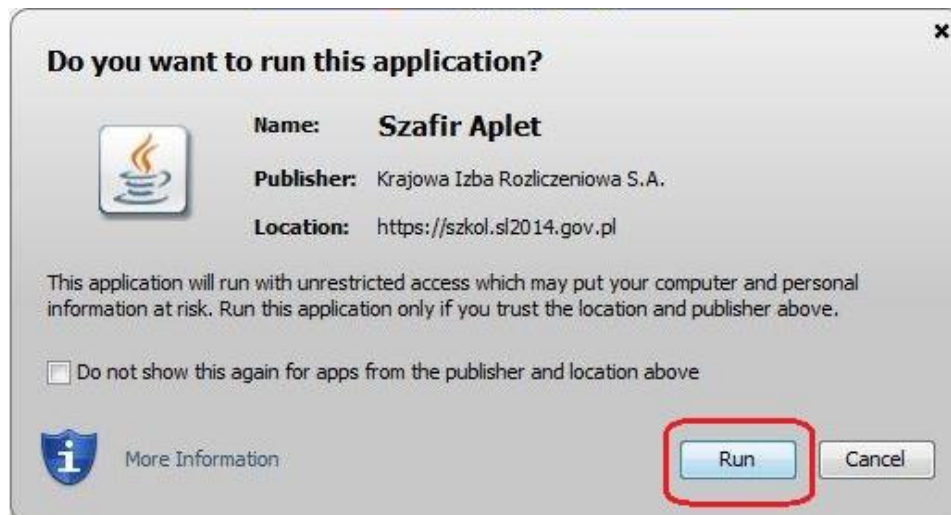 Do you want to run this application?
Name: Szafir Aplet
Publisher: Krajowa Izba Rozliczeniowa S.A.
Location: https://szkol.sl2014.gov.pl
This application will run with unrestricted access which may put your computer and personal
information at risk. Run this application only if you trust the location and publisher above.
Do not show this again for apps from the publisher and location above
More Information
Run Cancel